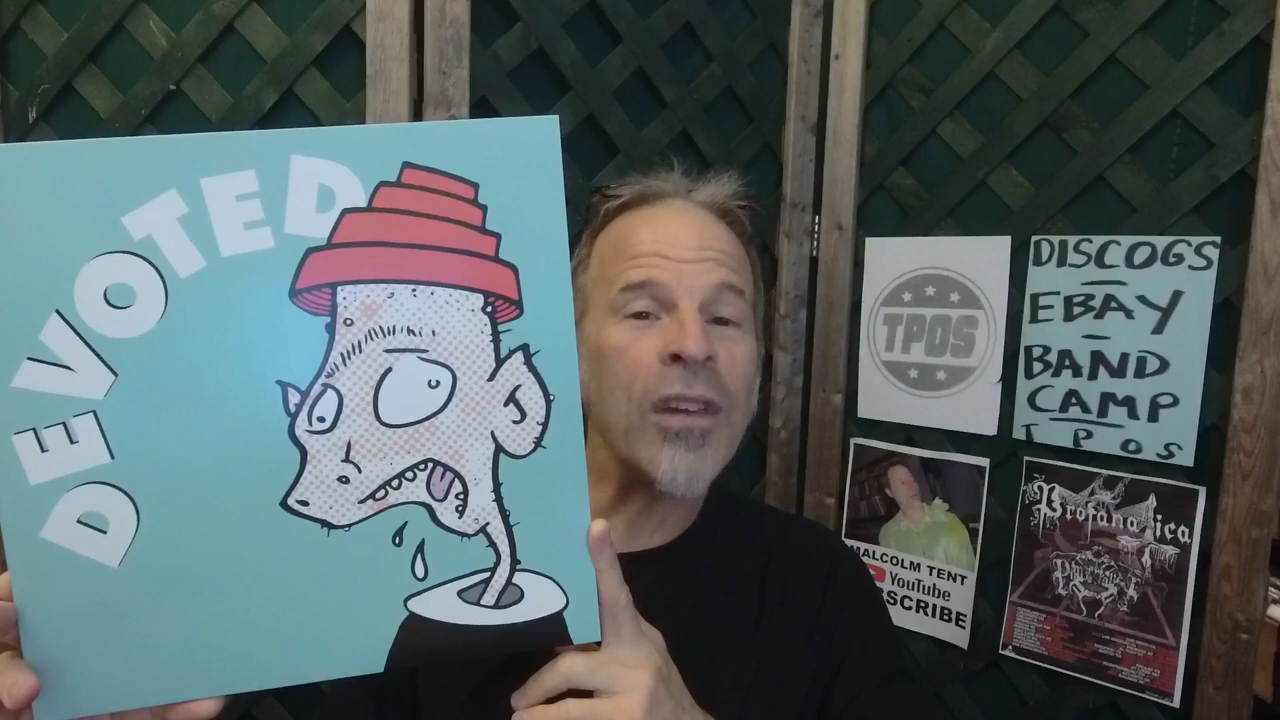 DEVOTED
TPOS
DISCOGS
EBAY
BAND
CAMP
TPOS
MALCOLM TENT
YouTube
SCRIBE
Profanatica